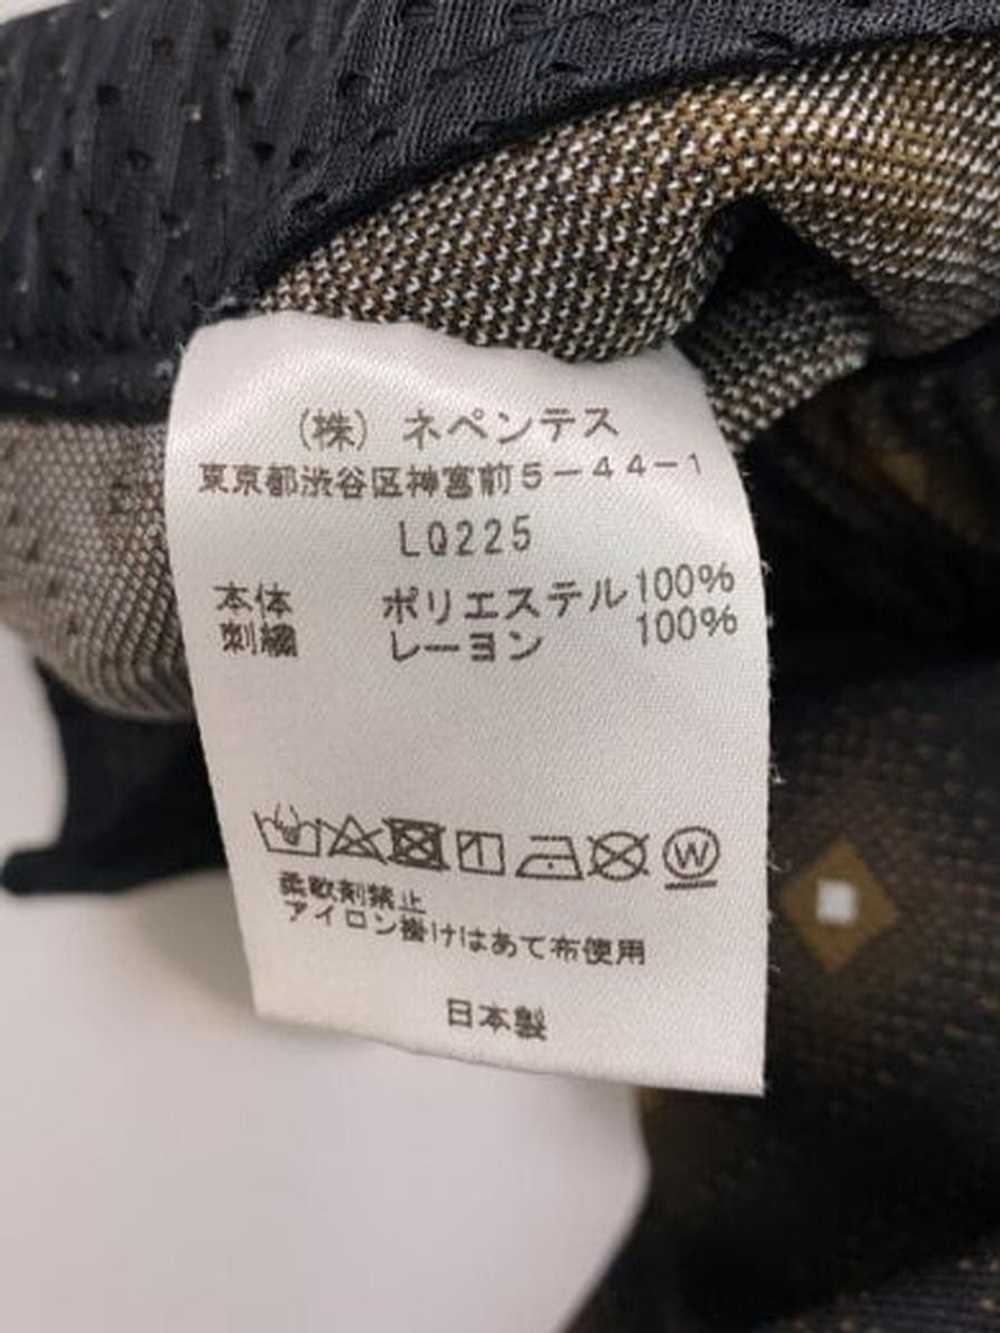 (株) ネペンテス
東京都渋谷区神宮前5-44-1
LQ225
本体 ポリエステル100%
刺繍 レーヨン 100%
W
柔軟剤禁止
アイロン掛けはあて布使用
日本製